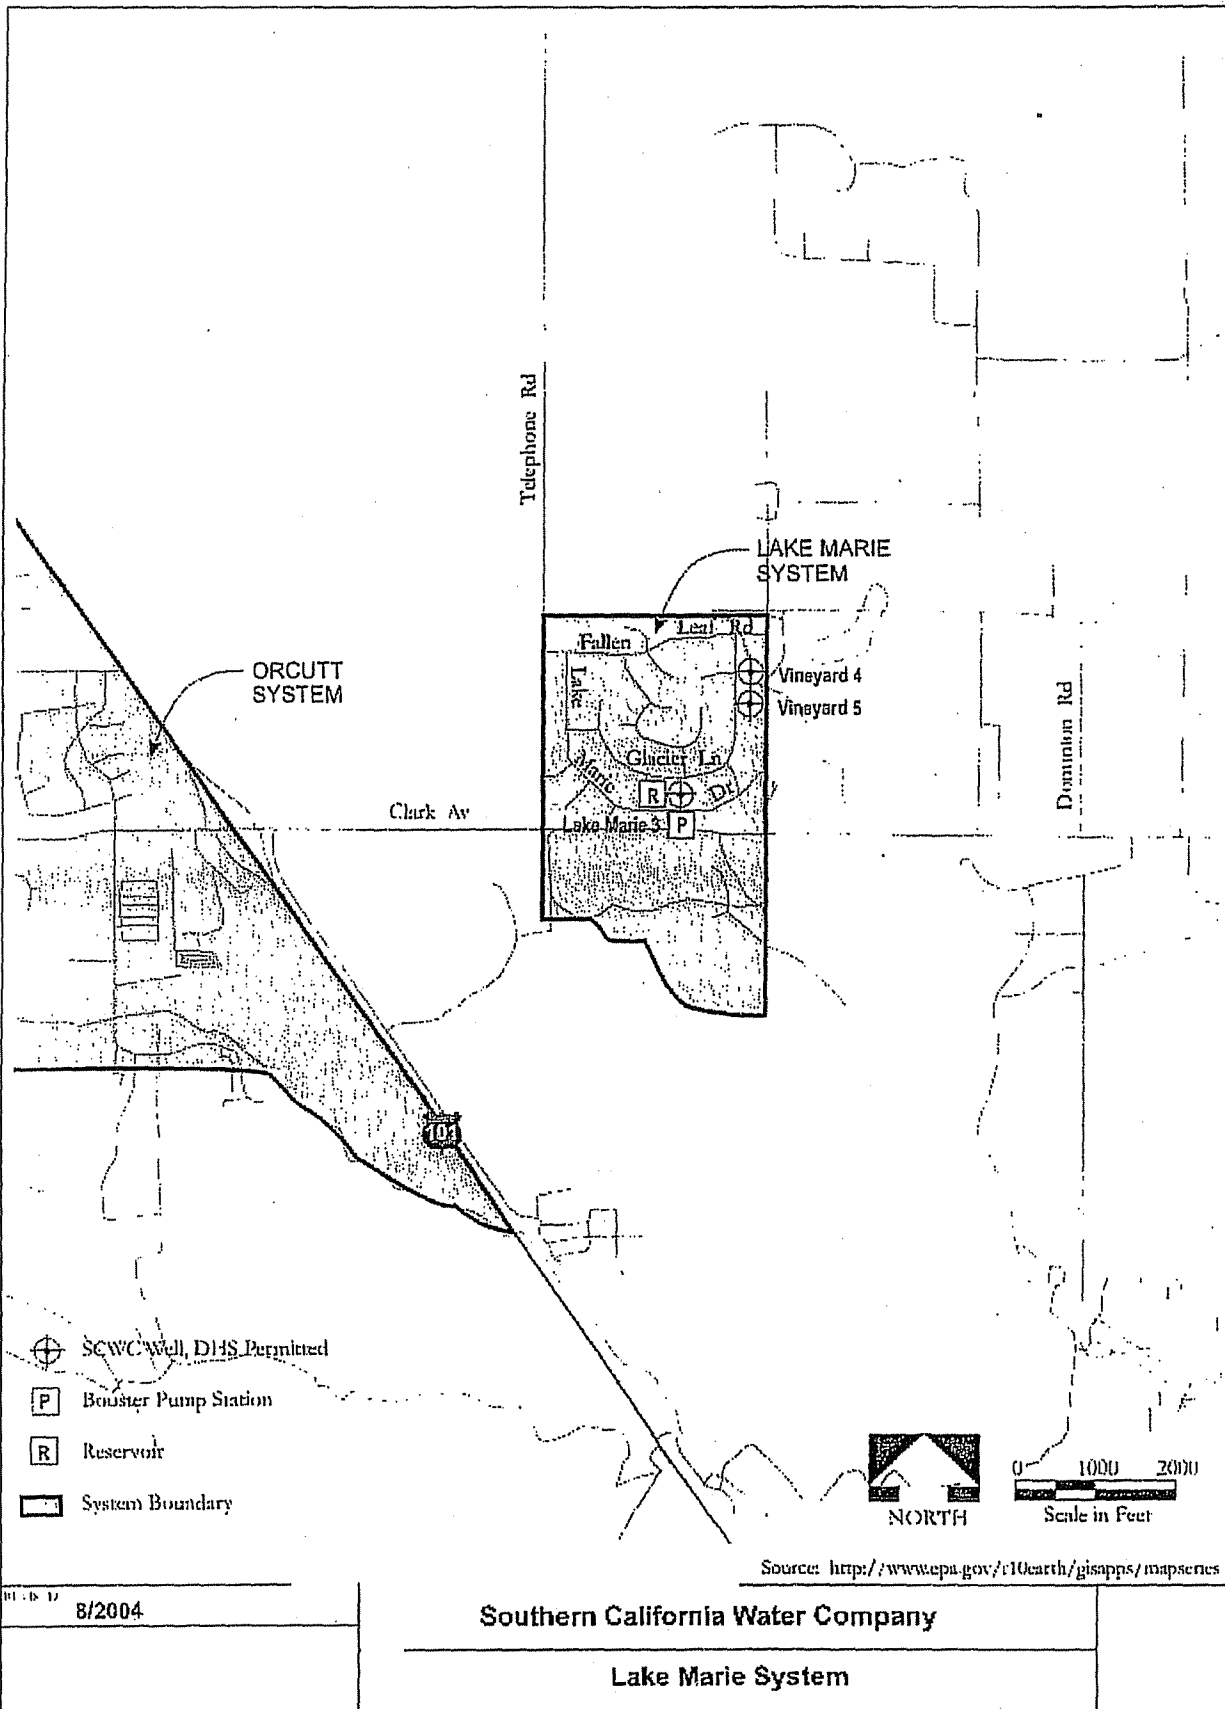 Telephone Rd
LAKE MARIE
SYSTEM
Fallen
Leaf Rd
Lake
Vineyard 4
Vineyard 5
ORCUTT
SYSTEM
Glacier Ln
Marie
Dr
R
Clark Av
Lake Marie 3
P
Dominion Rd
101
SCWC Well, DHS Permitted
P
Booster Pump Station
R
Reservoir
System Boundary
NORTH
0 1000 2000
Scale in Feet
Source: http://www.epa.gov/r10earth/gisapps/mapseries
8/2004
Southern California Water Company
Lake Marie System